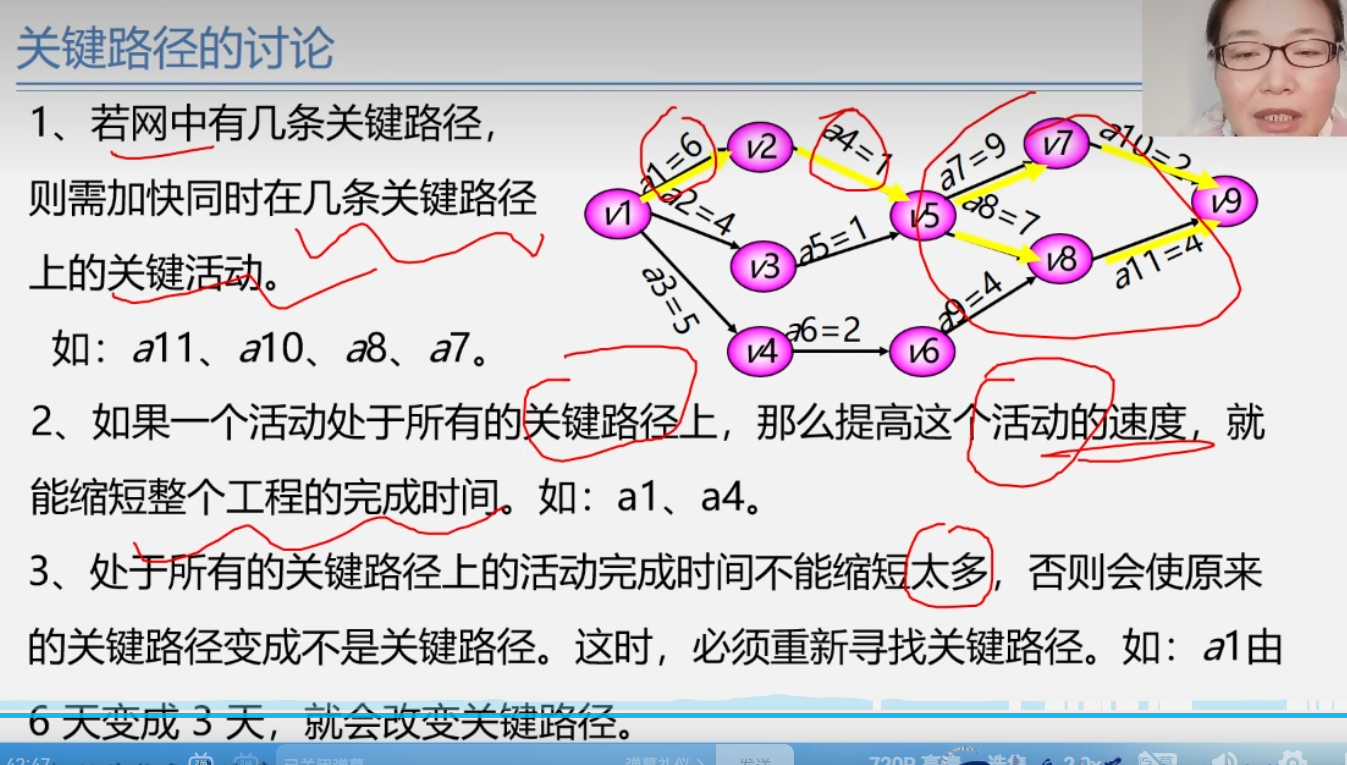 关键路径的讨论
1、若网中有几条关键路径，
则需加快同时在几条关键路径
上的关键活动。
如：a11、a10、a8、a7。
a1=6
v2
a4=1
v7
a10=2
a7=9
v1
a2=4
v5
a8=7
v9
v3
a5=1
v8
a3=5
a11=4
a9=4
v4
a6=2
v6
2、如果一个活动处于所有的关键路径上，那么提高这个活动的速度，就
能缩短整个工程的完成时间。如：a1、a4。
3、处于所有的关键路径上的活动完成时间不能缩短太多，否则会使原来
的关键路径变成不是关键路径。这时，必须重新寻找关键路径。如：a1由
6 天变成 3 天，就会改变关键路径。
42:47
已关闭弹幕
弹幕礼仪
发送
720P 高清
选集
2.0x